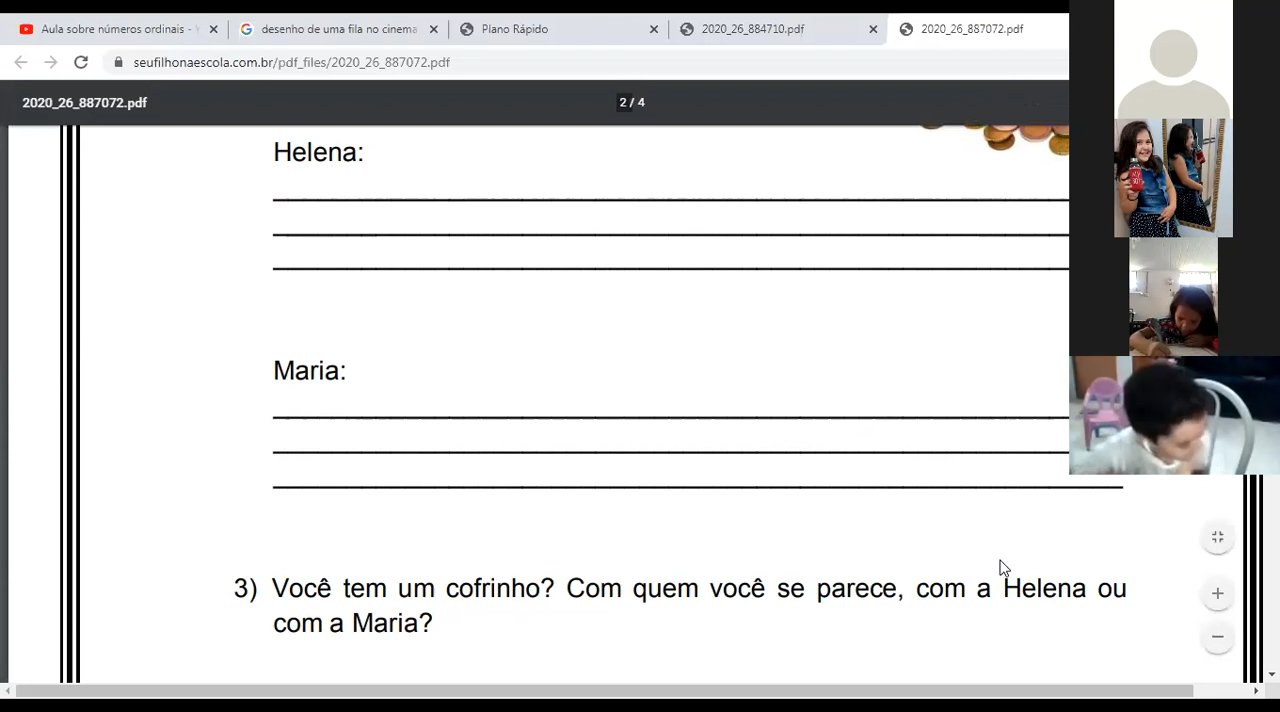 Aula sobre números ordinais - Y
desenho de uma fila no cinema
Plano Rápido
2020_26_884710.pdf
2020_26_887072.pdf
seufilhonaescola.com.br/pdf_files/2020_26_887072.pdf
2020_26_887072.pdf
2 / 4
Helena:
Maria:
3) Você tem um cofrinho? Com quem você se parece, com a Helena ou
com a Maria?